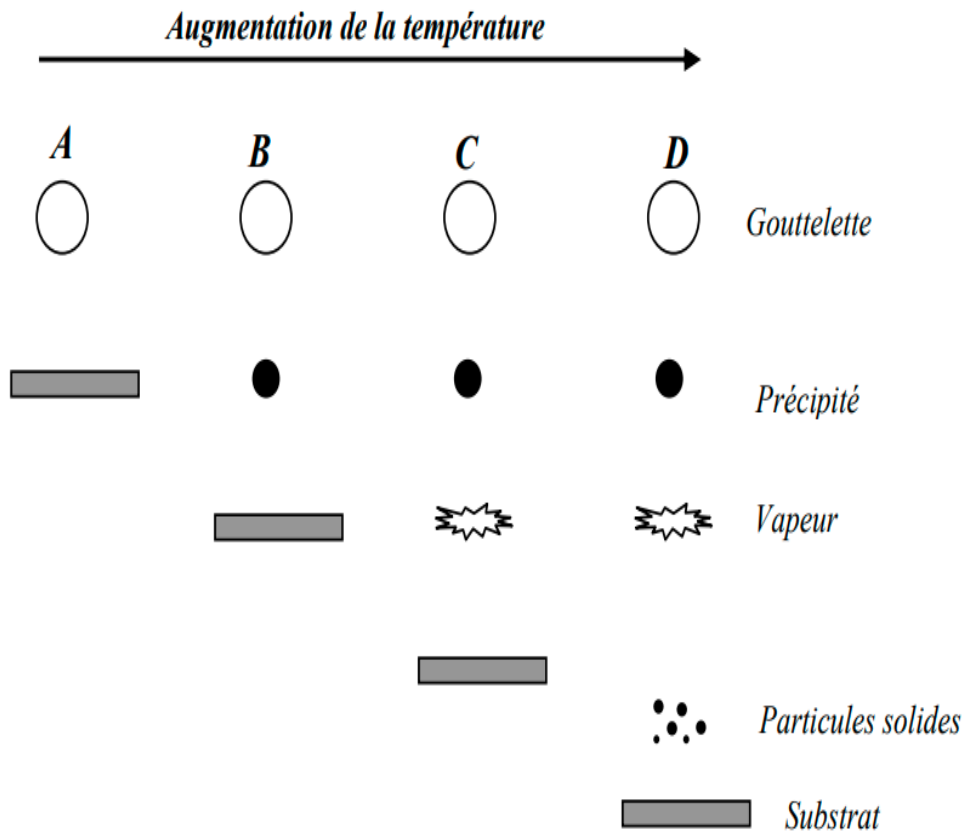 Augmentation de la température
A B C D
Gouttelette
Précipité
Vapeur
Particules solides
Substrat